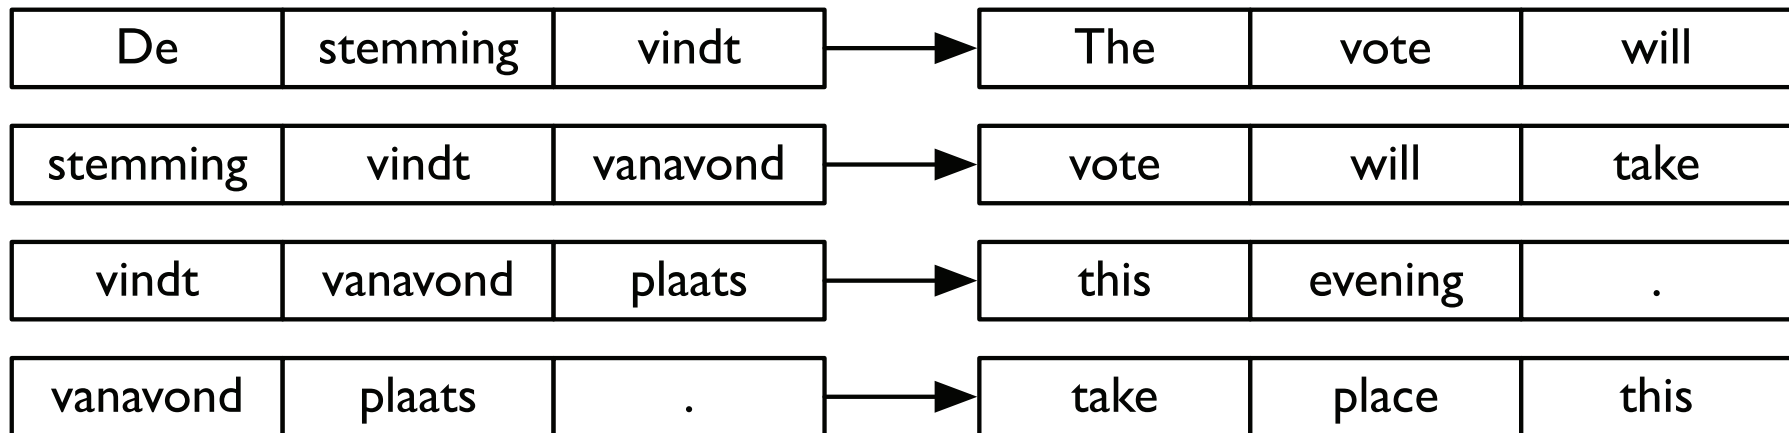 De stemming vindt The vote will
stemming vindt vanavond vote will take
vindt vanavond plaats this evening .
vanavond plaats . take place this